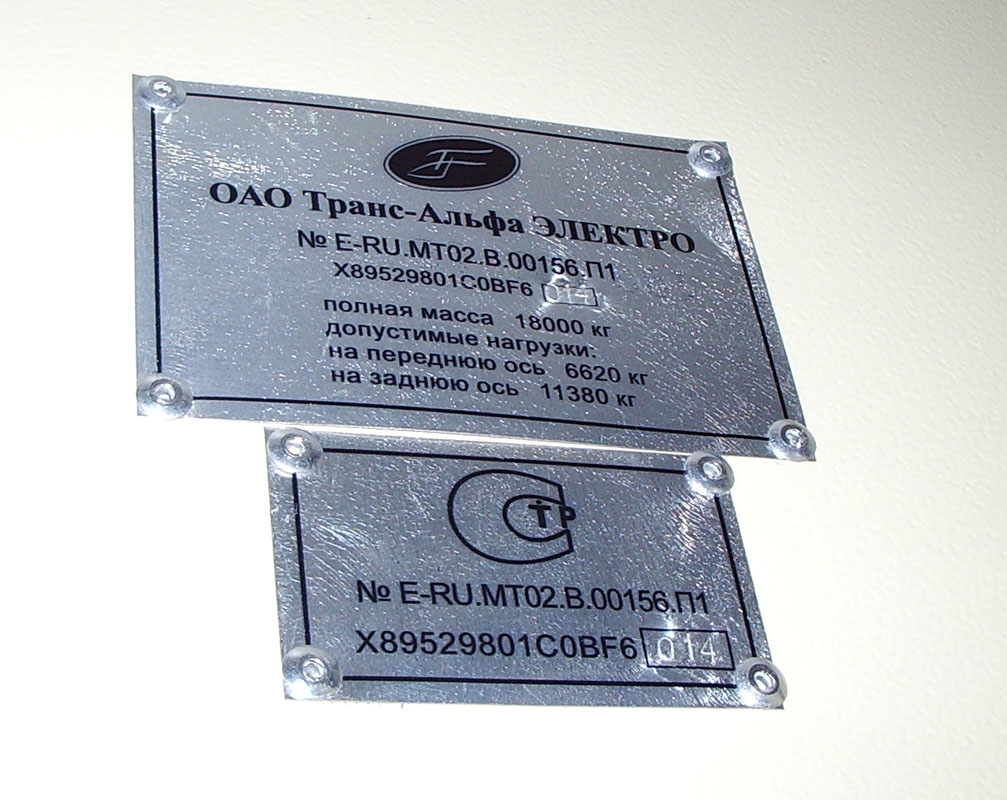 ОАО Транс-Альфа ЭЛЕКТРО
№ E-RU.MT02.B.00156.П1
X89529801C0BF6 014
полная масса 18000 кг
допустимые нагрузки:
на переднюю ось 6620 кг
на заднюю ось 11380 кг
СТР
№ E-RU.MT02.B.00156.П1
X89529801C0BF6 014